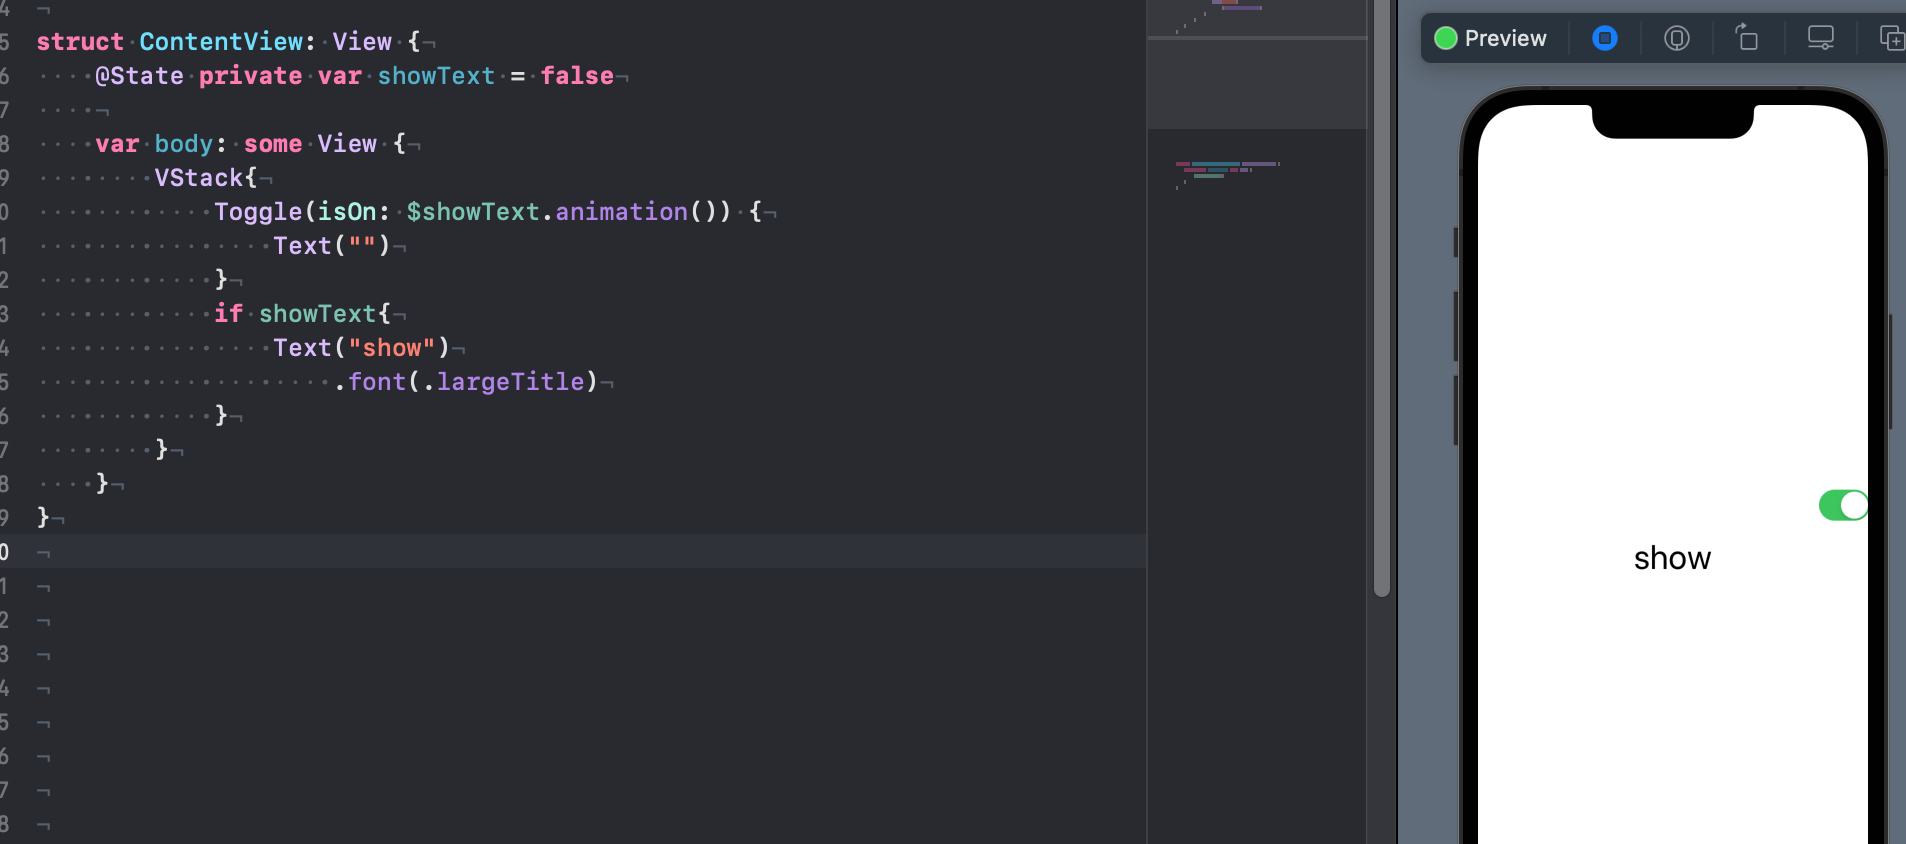 4
5 struct ContentView: View {
6 @State private var showText = false
7
8 var body: some View {
9 VStack{
0 Toggle(isOn: $showText.animation()) {
1 Text("")
2 }
3 if showText{
4 Text("show")
5 .font(.largeTitle)
6 }
7 }
8 }
9 }
0
1
2
3
4
5
6
7
8
Preview
show